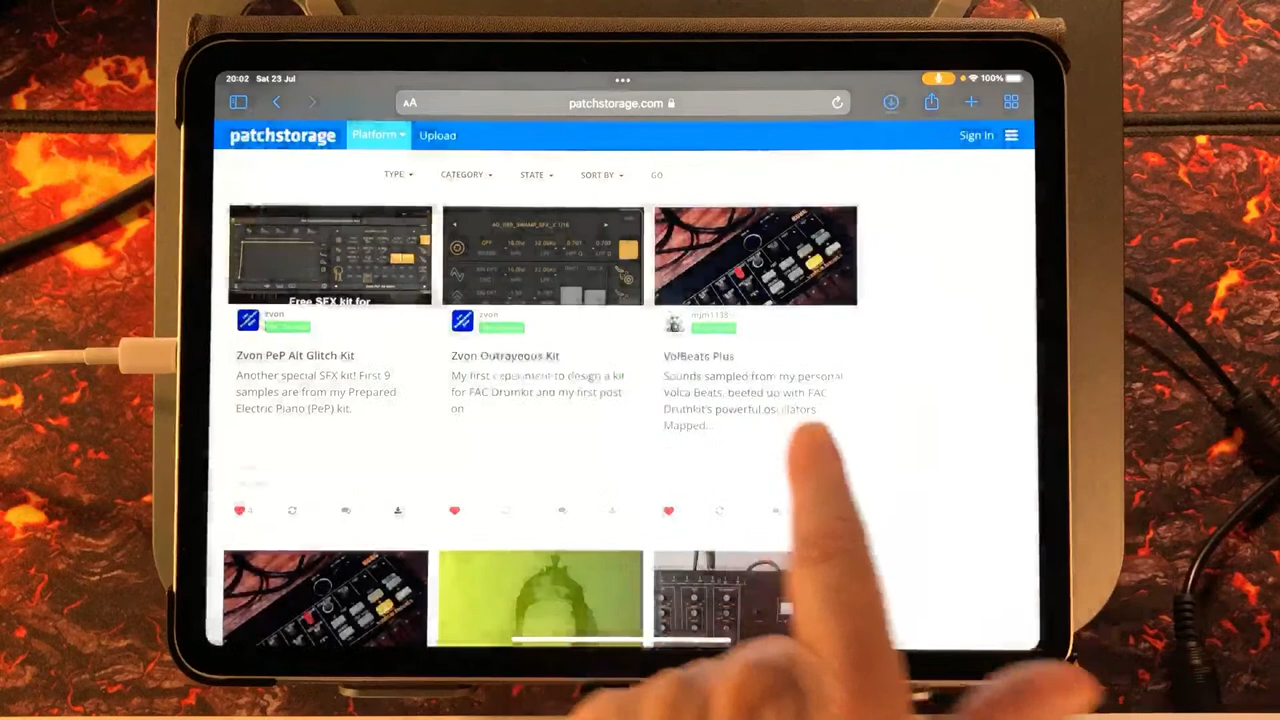 20:02 Sat 23 Jul
100%
AA
patchstorage.com
patchstorage Platform Upload Sign In
TYPE CATEGORY STATE SORT BY GO
Free SFX kit for
zvon
zvon
mjm1138
Zvon PeP Alt Glitch Kit
Another special SFX kit! First 9
samples are from my Prepared
Electric Piano (PeP) kit.
Zvon Outrageous Kit
My first experiment to design a kit
for FAC Drumkit and my first post
on
VolBeats Plus
Sounds sampled from my personal
Volca Beats, beefed up with FAC
Drumkit's powerful oscillators
Mapped...